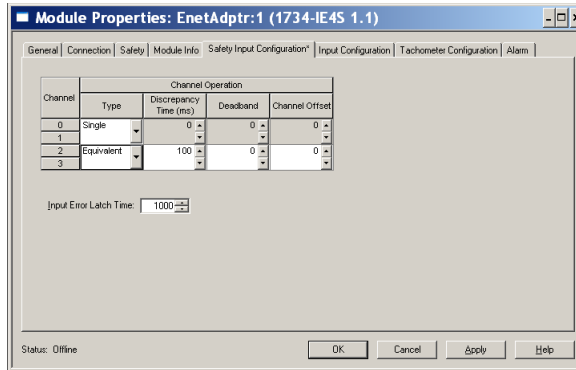 Module Properties: EnetAdptr:1 (1734-IE4S 1.1)
General Connection Safety Module Info Safety Input Configuration* Input Configuration Tachometer Configuration Alarm
Channel Operation
Channel Type Discrepancy Time (ms) Deadband Channel Offset
0 Single 0 0 0
1
2 Equivalent 100 0 0
3
Input Error Latch Time: 1000
Status: Offline OK Cancel Apply Help